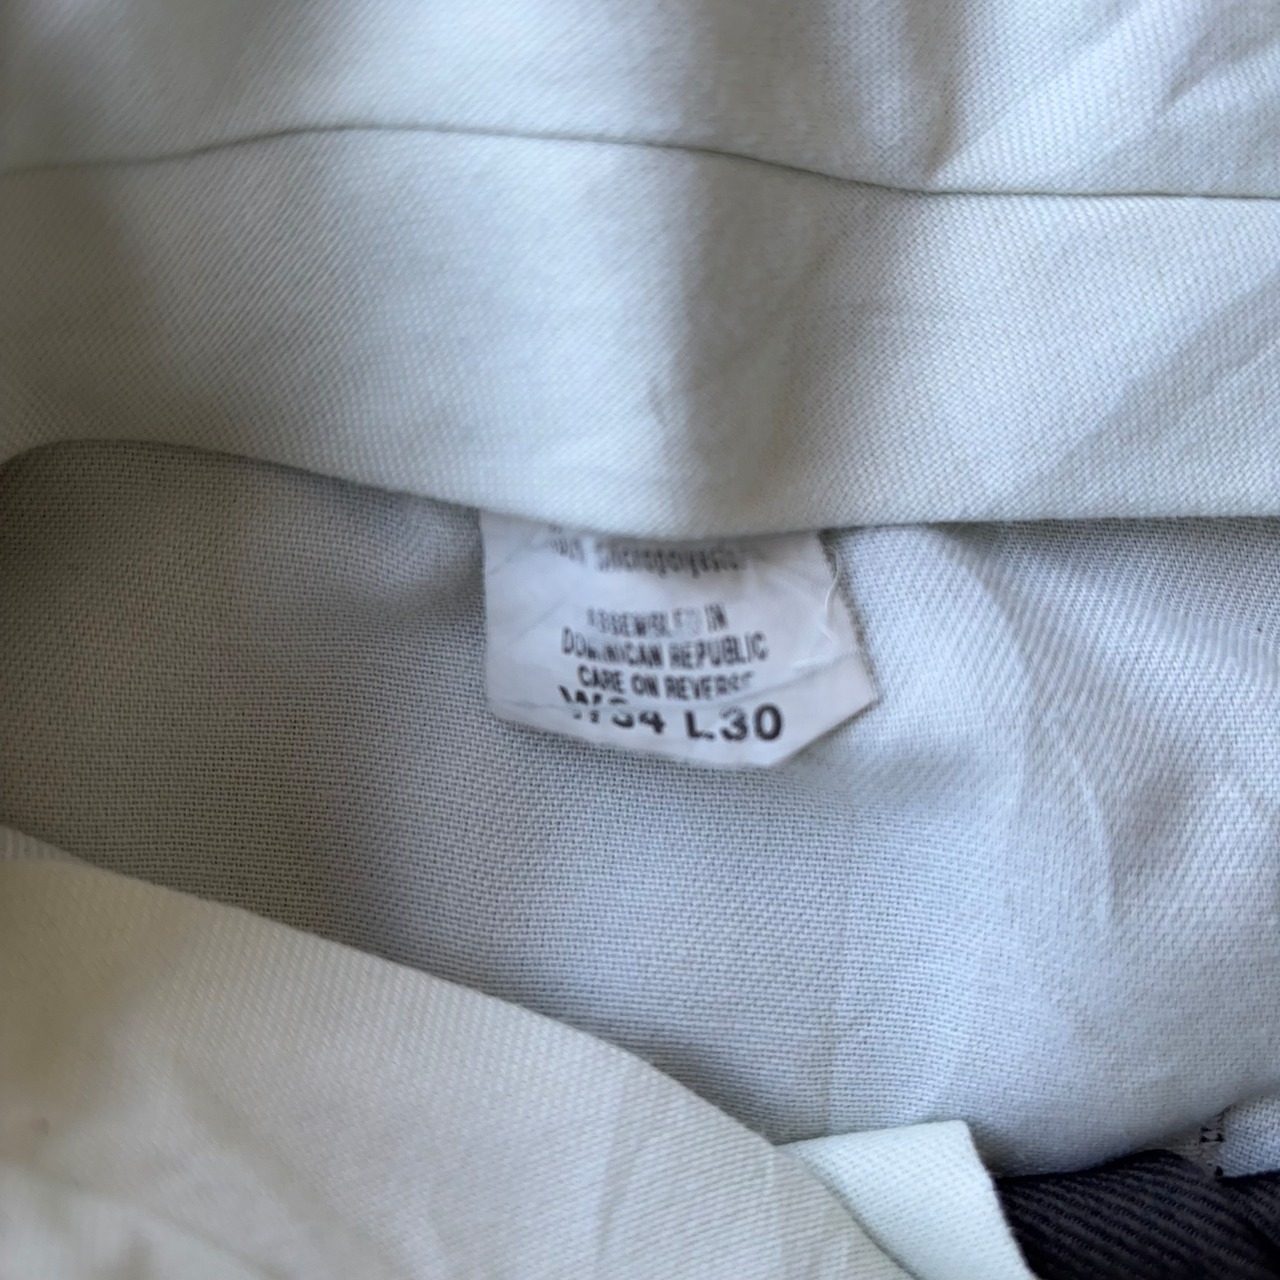 ASSEMBLED IN
DOMINICAN REPUBLIC
CARE ON REVERSE
W34 L30